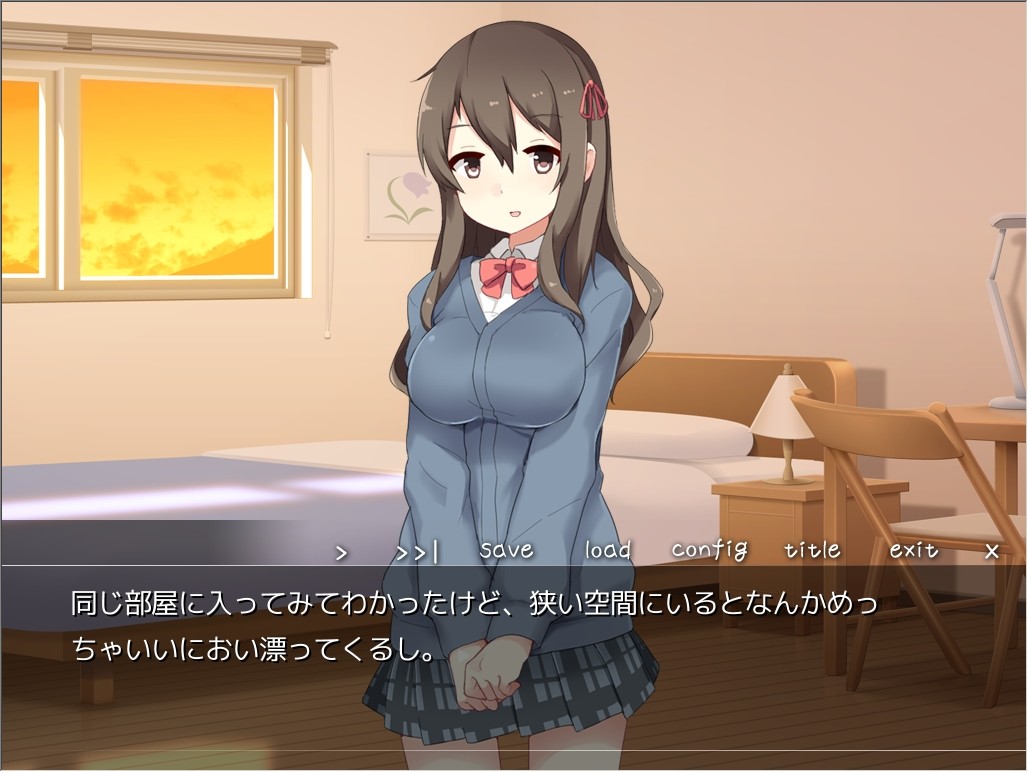 > >>| save load config title exit x
同じ部屋に入ってみてわかったけど、狭い空間にいるとなんかめっ
ちゃいいにおい漂ってくるし。